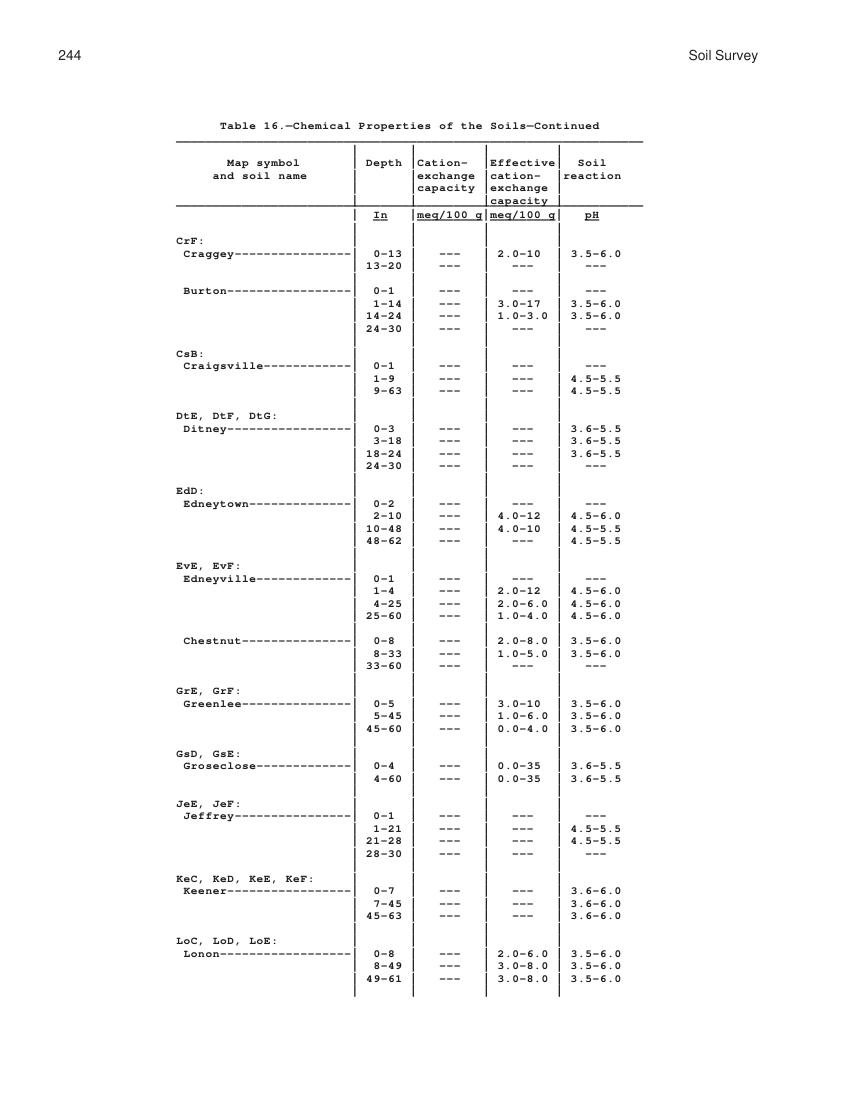 244 Soil Survey
Table 16.—Chemical Properties of the Soils—Continued
Map symbol | Depth |Cation- |Effective| Soil
and soil name | |exchange |cation- |reaction
| |capacity |exchange |
| | |capacity |
| In |meq/100 g|meq/100 g| pH
CrF:
Craggey----------------| 0-13 | --- | 2.0-10 | 3.5-6.0
| 13-20 | --- | --- | ---
Burton-----------------| 0-1 | --- | --- | ---
| 1-14 | --- | 3.0-17 | 3.5-6.0
| 14-24 | --- | 1.0-3.0 | 3.5-6.0
| 24-30 | --- | --- | ---
CsB:
Craigsville------------| 0-1 | --- | --- | ---
| 1-9 | --- | --- | 4.5-5.5
| 9-63 | --- | --- | 4.5-5.5
DtE, DtF, DtG:
Ditney-----------------| 0-3 | --- | --- | 3.6-5.5
| 3-18 | --- | --- | 3.6-5.5
| 18-24 | --- | --- | 3.6-5.5
| 24-30 | --- | --- | ---
EdD:
Edneytown--------------| 0-2 | --- | --- | ---
| 2-10 | --- | 4.0-12 | 4.5-6.0
| 10-48 | --- | 4.0-10 | 4.5-5.5
| 48-62 | --- | --- | 4.5-5.5
EvE, EvF:
Edneyville-------------| 0-1 | --- | --- | ---
| 1-4 | --- | 2.0-12 | 4.5-6.0
| 4-25 | --- | 2.0-6.0 | 4.5-6.0
| 25-60 | --- | 1.0-4.0 | 4.5-6.0
Chestnut---------------| 0-8 | --- | 2.0-8.0 | 3.5-6.0
| 8-33 | --- | 1.0-5.0 | 3.5-6.0
| 33-60 | --- | --- | ---
GrE, GrF:
Greenlee---------------| 0-5 | --- | 3.0-10 | 3.5-6.0
| 5-45 | --- | 1.0-6.0 | 3.5-6.0
| 45-60 | --- | 0.0-4.0 | 3.5-6.0
GsD, GsE:
Groseclose-------------| 0-4 | --- | 0.0-35 | 3.6-5.5
| 4-60 | --- | 0.0-35 | 3.6-5.5
JeE, JeF:
Jeffrey----------------| 0-1 | --- | --- | ---
| 1-21 | --- | --- | 4.5-5.5
| 21-28 | --- | --- | 4.5-5.5
| 28-30 | --- | --- | ---
KeC, KeD, KeE, KeF:
Keener-----------------| 0-7 | --- | --- | 3.6-6.0
| 7-45 | --- | --- | 3.6-6.0
| 45-63 | --- | --- | 3.6-6.0
LoC, LoD, LoE:
Lonon------------------| 0-8 | --- | 2.0-6.0 | 3.5-6.0
| 8-49 | --- | 3.0-8.0 | 3.5-6.0
| 49-61 | --- | 3.0-8.0 | 3.5-6.0